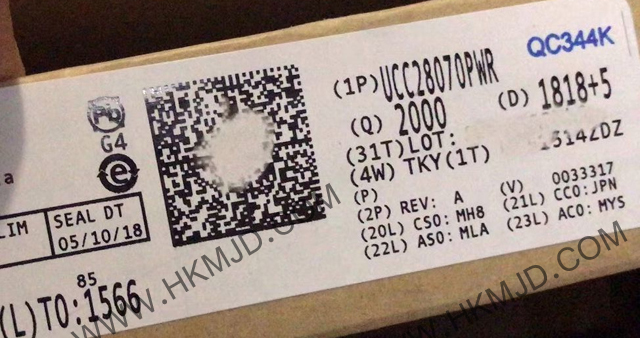 QC344K
(1P)UCC28070PWR
(Q) 2000 (D) 1818+5
(31T)LOT:
(4W) TKY(1T) 5142DZ
(P)
(2P) REV: A (V) 0033317
(20L) CSO: MH8 (21L) CCO:JPN
(22L) ASO: MLA (23L) ACO: MYS
Pb
G4
e
a
LIM
SEAL DT
05/10/18
85
(L)TO:1566
WWW.HKMJD.COM
WWW.HKMJD.COM